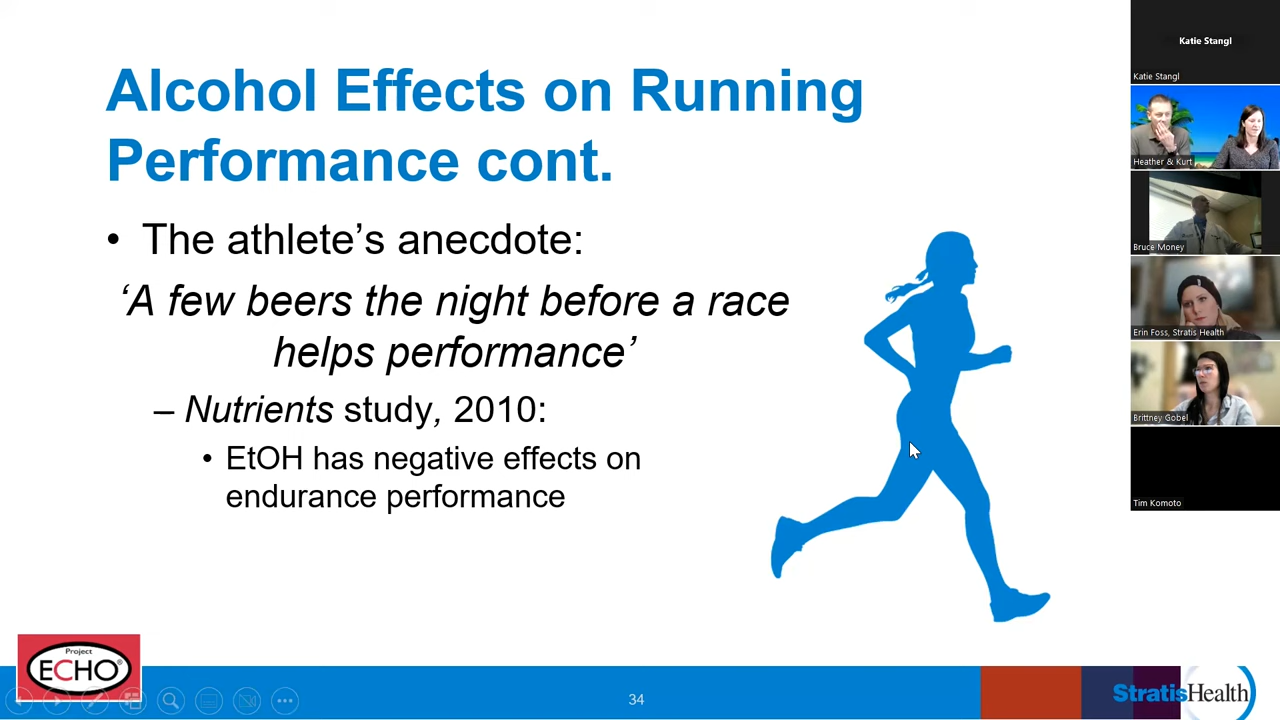 Alcohol Effects on Running
Performance cont.
• The athlete’s anecdote:
‘A few beers the night before a race
helps performance’
– Nutrients study, 2010:
• EtOH has negative effects on
endurance performance
Project
ECHO®
34
StratisHealth
Katie Stangl
Katie Stangl
Heather & Kurt
Bruce Money
Erin Foss, Stratis Health
Brittney Gobel
Tim Komoto